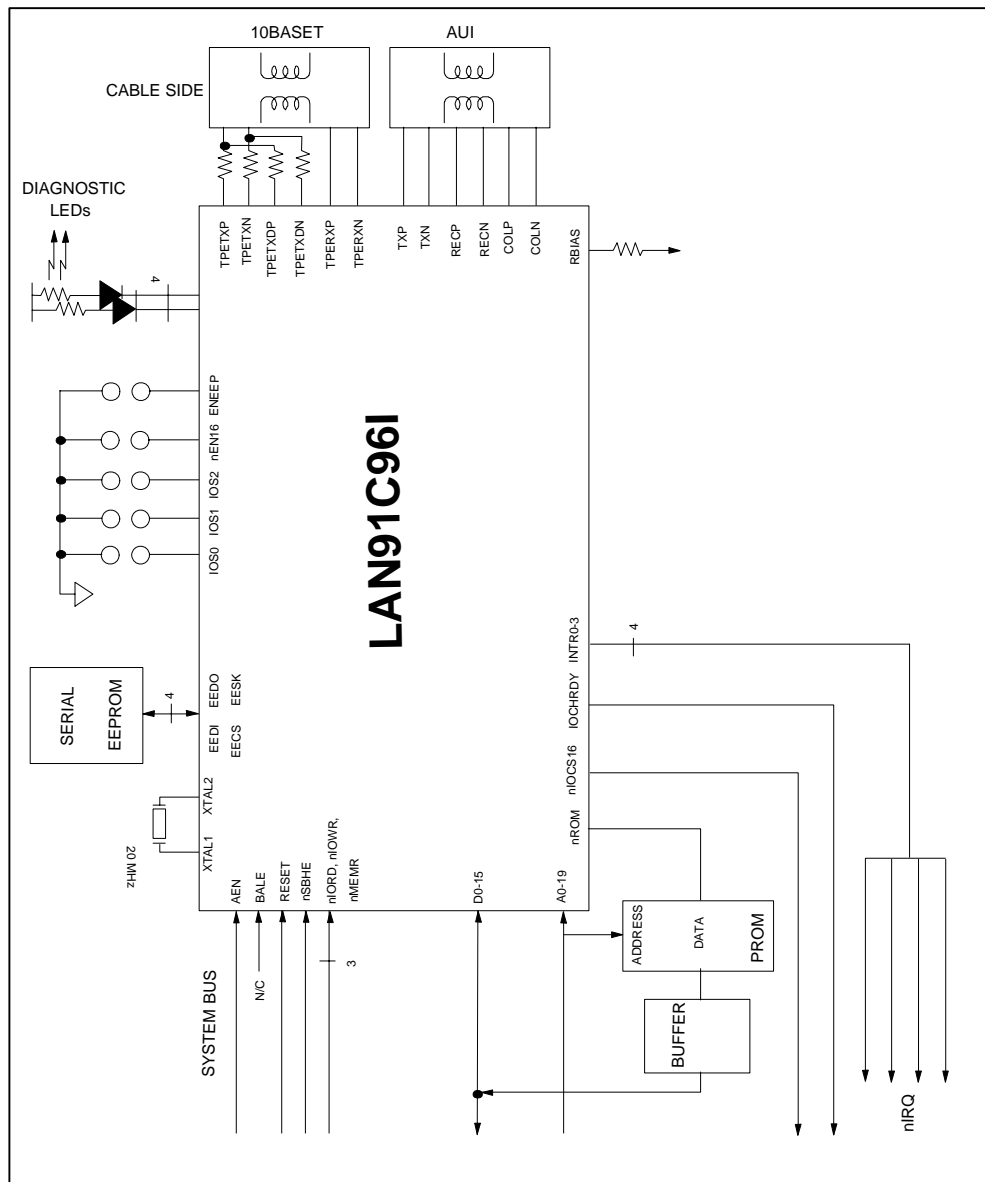 10BASET
AUI
CABLE SIDE
DIAGNOSTIC
LEDs
TPETXP
TPETXN
TPETXDP
TPETXDN
TPERXP
TPERXN
TXP
TXN
RECP
RECN
COLP
COLN
RBIAS
4
ENEEP
nEN16
IOS2
IOS1
IOS0
LAN91C96I
SERIAL
EEPROM
4
EEDO
EESK
EEDI
EECS
XTAL2
XTAL1
20 MHz
INTR0-3
4
IOCHRDY
nIOCS16
nROM
AEN
BALE
RESET
nSBHE
nIORD, nIOWR,
nMEMR
D0-15
A0-19
SYSTEM BUS
N/C
3
ADDRESS
DATA
PROM
BUFFER
nIRQ